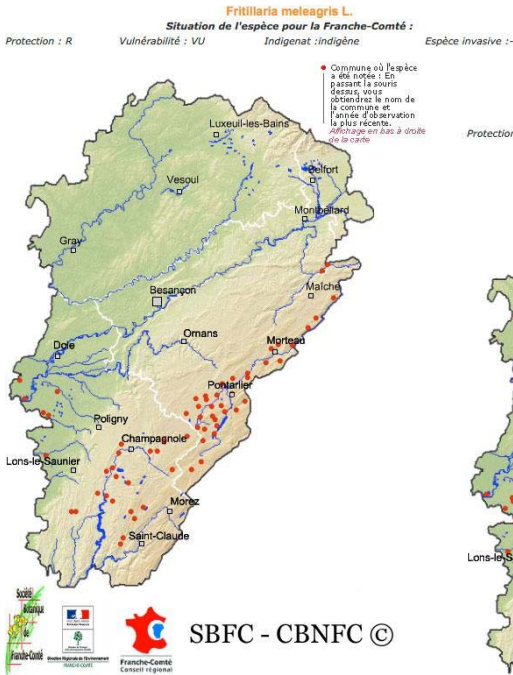 Fritillaria meleagris L.
Situation de l'espèce pour la Franche-Comté :
Protection : R Vulnérabilité : VU Indigenat :indigène Espèce invasive :-
Commune où l'espèce
a été notée : En
passant la souris
dessus, vous
obtiendrez le nom de
la commune et
l'année d'observation
la plus récente.
Affichage en bas à droite
de la carte
Protection
Luxeuil-les-Bains
Belfort
Vesoul
Montbéliard
Gray
Maîche
Besançon
Ornans
Dole
Morteau
Pontarlier
Poligny
Champagnole
Lons-le-Saunier
Morez
Saint-Claude
Lons-le-S
Société
Botanique
de
Franche-Comté
FRANCHE-COMTÉ
Franche-Comté
Conseil régional
SBFC - CBNFC ©